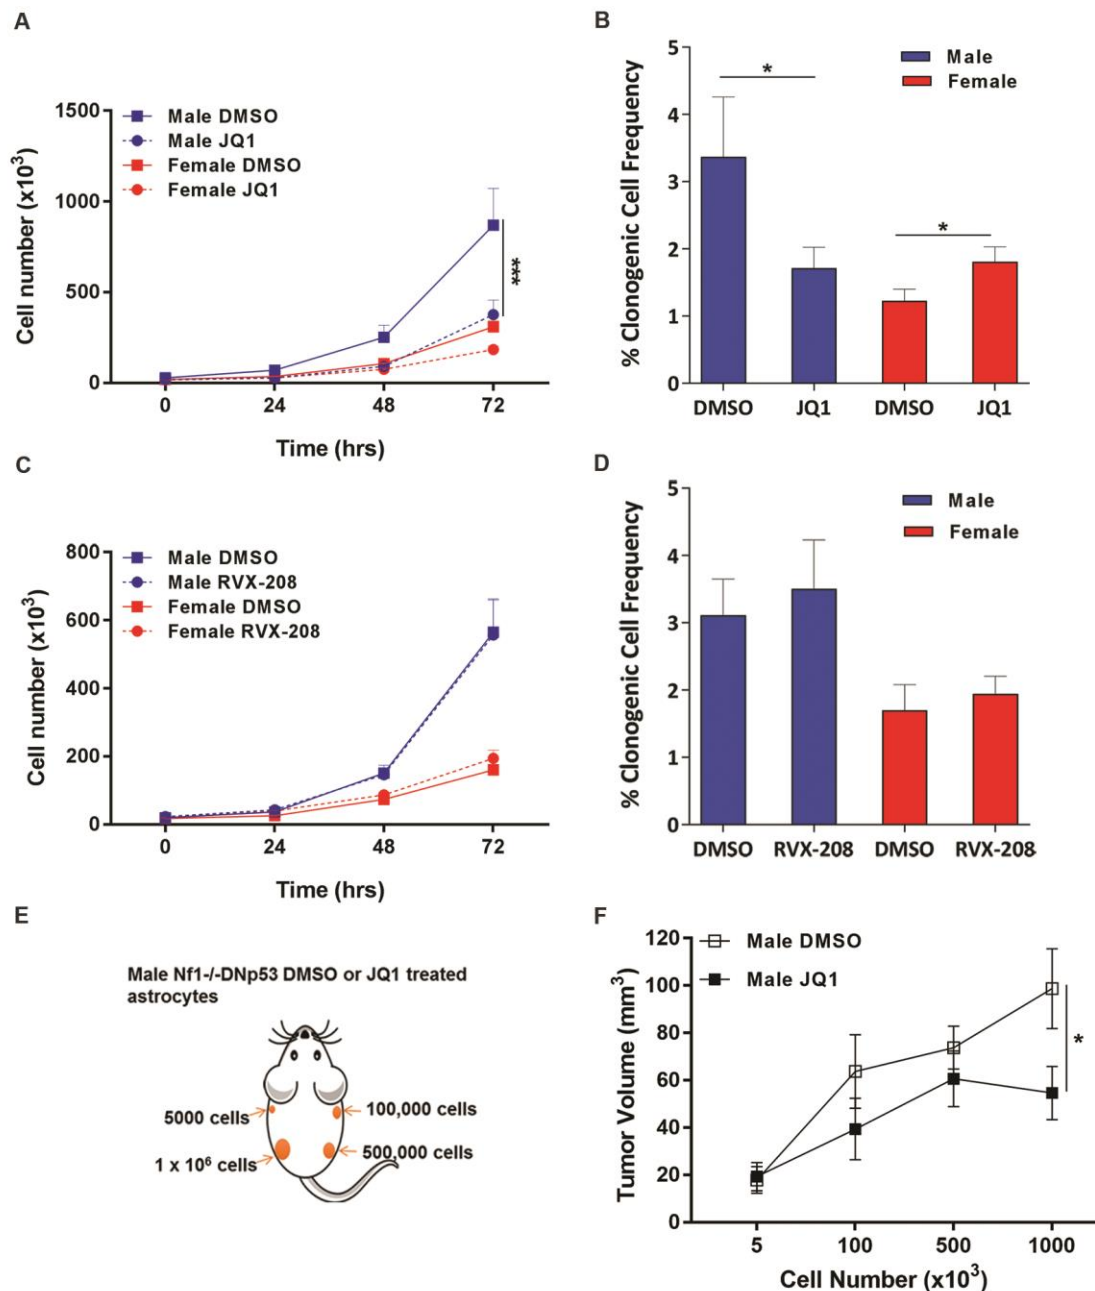 A
Cell number (x10³)
1500
1000
500
0
Male DMSO
Male JQ1
Female DMSO
Female JQ1
***
0 24 48 72
Time (hrs)
B
% Clonogenic Cell Frequency
5
4
3
2
1
0
Male
Female
*
*
DMSO JQ1 DMSO JQ1
C
Cell number (x10³)
800
600
400
200
0
Male DMSO
Male RVX-208
Female DMSO
Female RVX-208
0 24 48 72
Time (hrs)
D
% Clonogenic Cell Frequency
5
4
3
2
1
0
Male
Female
DMSO RVX-208 DMSO RVX-208
E
Male Nf1-/-DNp53 DMSO or JQ1 treated
astrocytes
5000 cells
100,000 cells
1 x 10⁶ cells
500,000 cells
F
Tumor Volume (mm³)
120
100
80
60
40
20
0
Male DMSO
Male JQ1
*
5 100 500 1000
Cell Number (x10³)